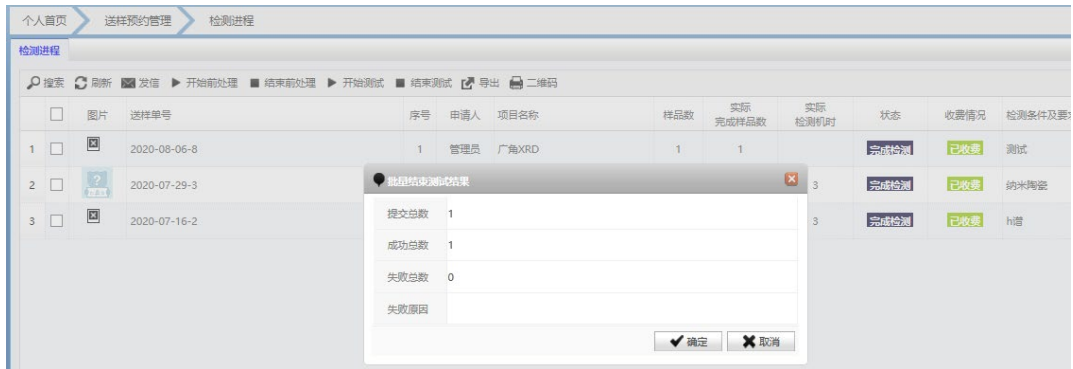 个人首页 送样预约管理 检测进程
检测进程
搜索 刷新 发信 开始前处理 结束前处理 开始测试 结束测试 导出 二维码
图片 送样单号 序号 申请人 项目名称 样品数 实际完成样品数 实际检测机时 状态 收费情况 检测条件及要
1 2020-08-06-8 1 管理员 广角XRD 1 1 完成检测 已收费 测试
2 2020-07-29-3 3 完成检测 已收费 纳米陶瓷
3 2020-07-16-2 3 完成检测 已收费 h谱
批量结束测试结果
提交总数 1
成功总数 1
失败总数 0
失败原因
确定 取消